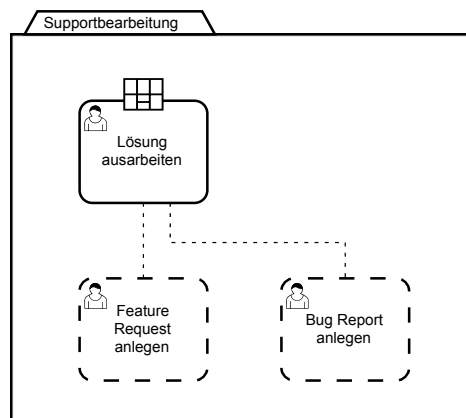 Supportbearbeitung
Lösung
ausarbeiten
Feature
Request
anlegen
Bug Report
anlegen